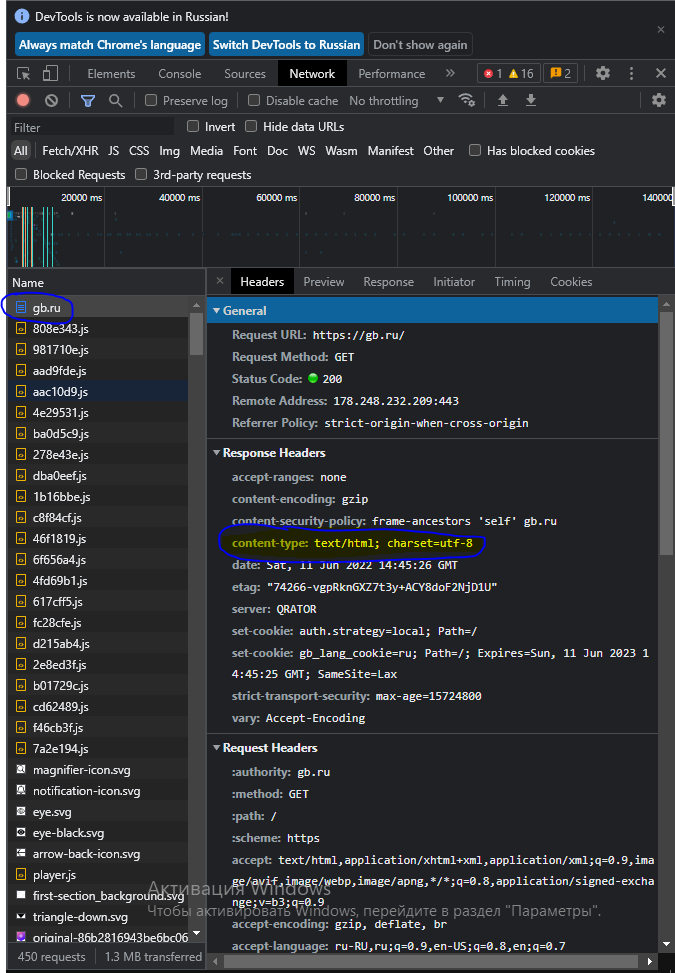 DevTools is now available in Russian!
Always match Chrome's language Switch DevTools to Russian Don't show again
Elements Console Sources Network Performance 1 16 2
Preserve log Disable cache No throttling
Filter Invert Hide data URLs
All Fetch/XHR JS CSS Img Media Font Doc WS Wasm Manifest Other Has blocked cookies
Blocked Requests 3rd-party requests
20000 ms 40000 ms 60000 ms 80000 ms 100000 ms 120000 ms 140000
Name
gb.ru
808e343.js
981710e.js
aad9fde.js
aac10d9.js
4e29531.js
ba0d5c9.js
278e43e.js
dba0eef.js
1b16bbe.js
c8f84cf.js
46f1819.js
6f656a4.js
4fd69b1.js
617cff5.js
fc28cfe.js
d215ab4.js
2e8ed3f.js
b01729c.js
cd62489.js
f46cb3f.js
7a2e194.js
magnifier-icon.svg
notification-icon.svg
eye.svg
eye-black.svg
arrow-back-icon.svg
player.js
first-section_background.svg
triangle-down.svg
original-86b2816943be6bc06
450 requests 1.3 MB transferred
Headers Preview Response Initiator Timing Cookies
General
Request URL: https://gb.ru/
Request Method: GET
Status Code: 200
Remote Address: 178.248.232.209:443
Referrer Policy: strict-origin-when-cross-origin
Response Headers
accept-ranges: none
content-encoding: gzip
content-security-policy: frame-ancestors 'self' gb.ru
content-type: text/html; charset=utf-8
date: Sat, 11 Jun 2022 14:45:26 GMT
etag: "74266-vgpRknGXZ7t3y+ACY8doF2NjD1U"
server: QRATOR
set-cookie: auth.strategy=local; Path=/
set-cookie: gb_lang_cookie=ru; Path=/; Expires=Sun, 11 Jun 2023 1
4:45:25 GMT; SameSite=Lax
strict-transport-security: max-age=15724800
vary: Accept-Encoding
Request Headers
:authority: gb.ru
:method: GET
:path: /
:scheme: https
accept: text/html,application/xhtml+xml,application/xml;q=0.9,ima
ge/avif,image/webp,image/apng,*/*;q=0.8,application/signed-exchan
ge;v=b3;q=0.9
accept-encoding: gzip, deflate, br
accept-language: ru-RU,ru;q=0.9,en-US;q=0.8,en;q=0.7
Активация Windows
Чтобы активировать Windows, перейдите в раздел "Параметры".